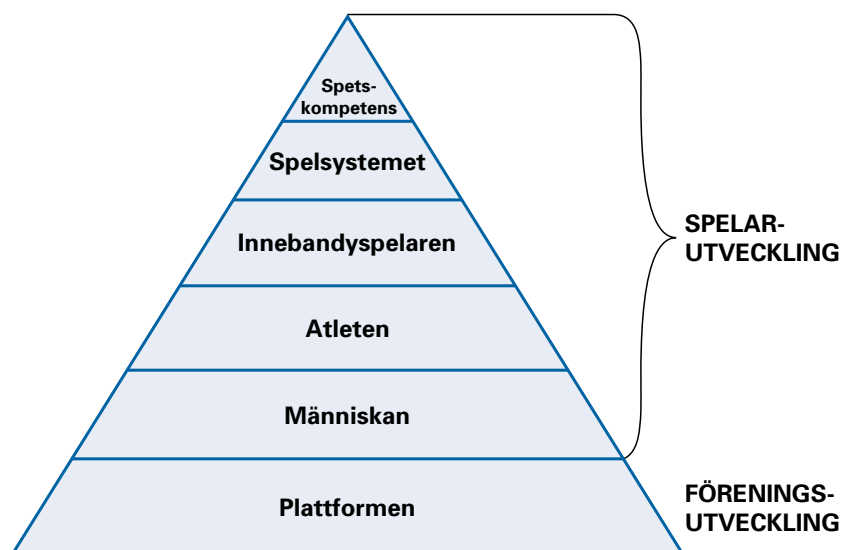 Spets-
kompetens
Spelsystemet
Innebandyspelaren
Atleten
Människan
Plattformen
SPELAR-
UTVECKLING
FÖRENINGS-
UTVECKLING